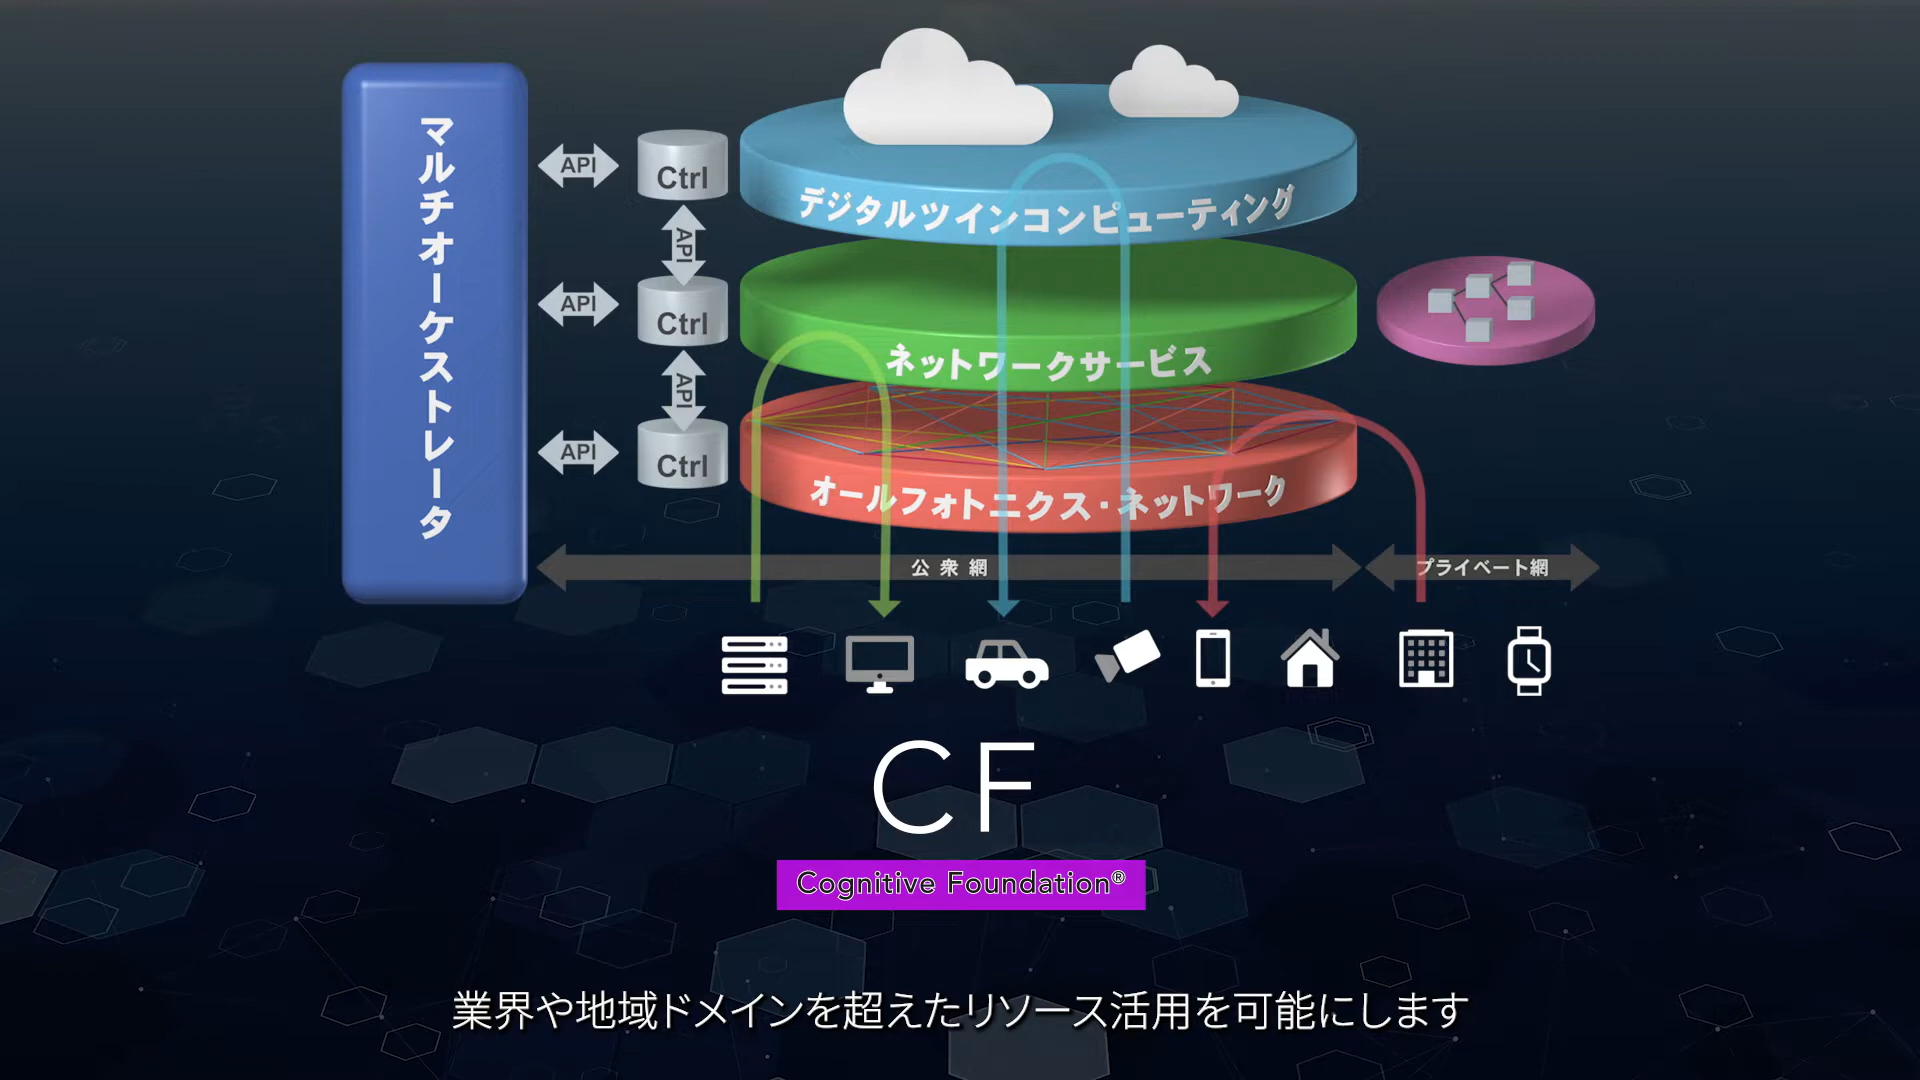 マルチオーケストレータ
API
Ctrl
デジタルツインコンピューティング
API
API
Ctrl
ネットワークサービス
API
API
Ctrl
オールフォトニクス・ネットワーク
公衆網
プライベート網
CF
Cognitive Foundation®
業界や地域ドメインを超えたリソース活用を可能にします